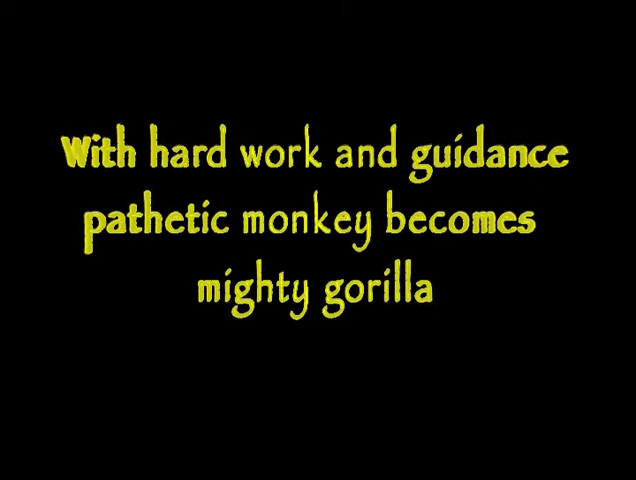 With hard work and guidance
pathetic monkey becomes
mighty gorilla